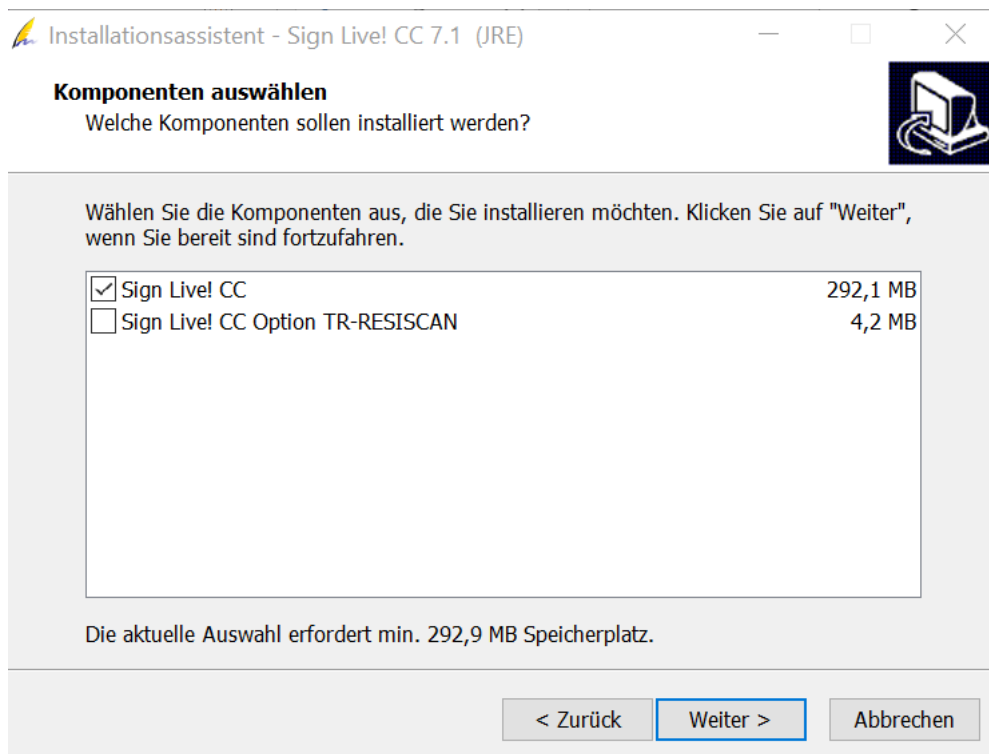 Installationsassistent - Sign Live! CC 7.1  (JRE)
Komponenten auswählen
Welche Komponenten sollen installiert werden?
Wählen Sie die Komponenten aus, die Sie installieren möchten. Klicken Sie auf "Weiter",
wenn Sie bereit sind fortzufahren.
Sign Live! CC 292,1 MB
Sign Live! CC Option TR-RESISCAN 4,2 MB
Die aktuelle Auswahl erfordert min. 292,9 MB Speicherplatz.
< Zurück Weiter > Abbrechen